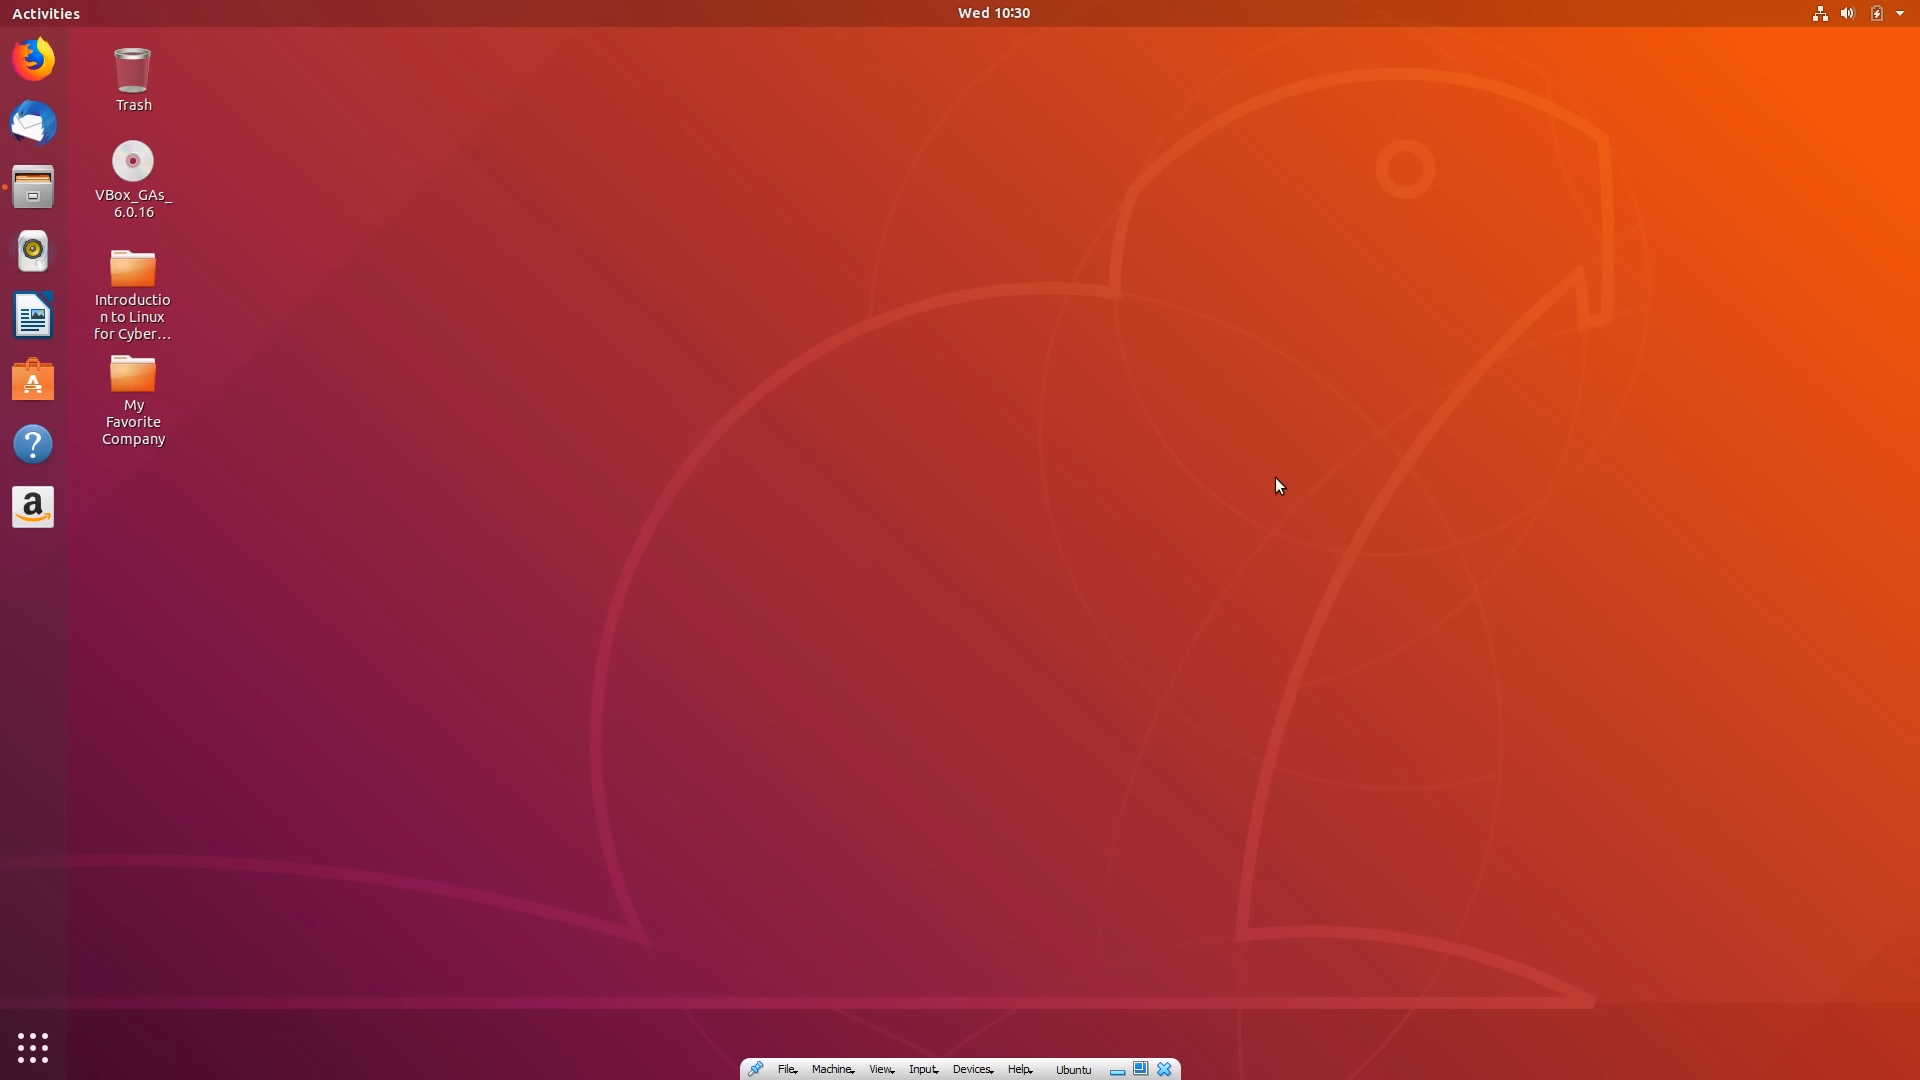 Activities
Wed 10:30
Trash
VBox_GAs_
6.0.16
Introductio
n to Linux
for Cyber...
My
Favorite
Company
File
Machine
View
Input
Devices
Help
Ubuntu